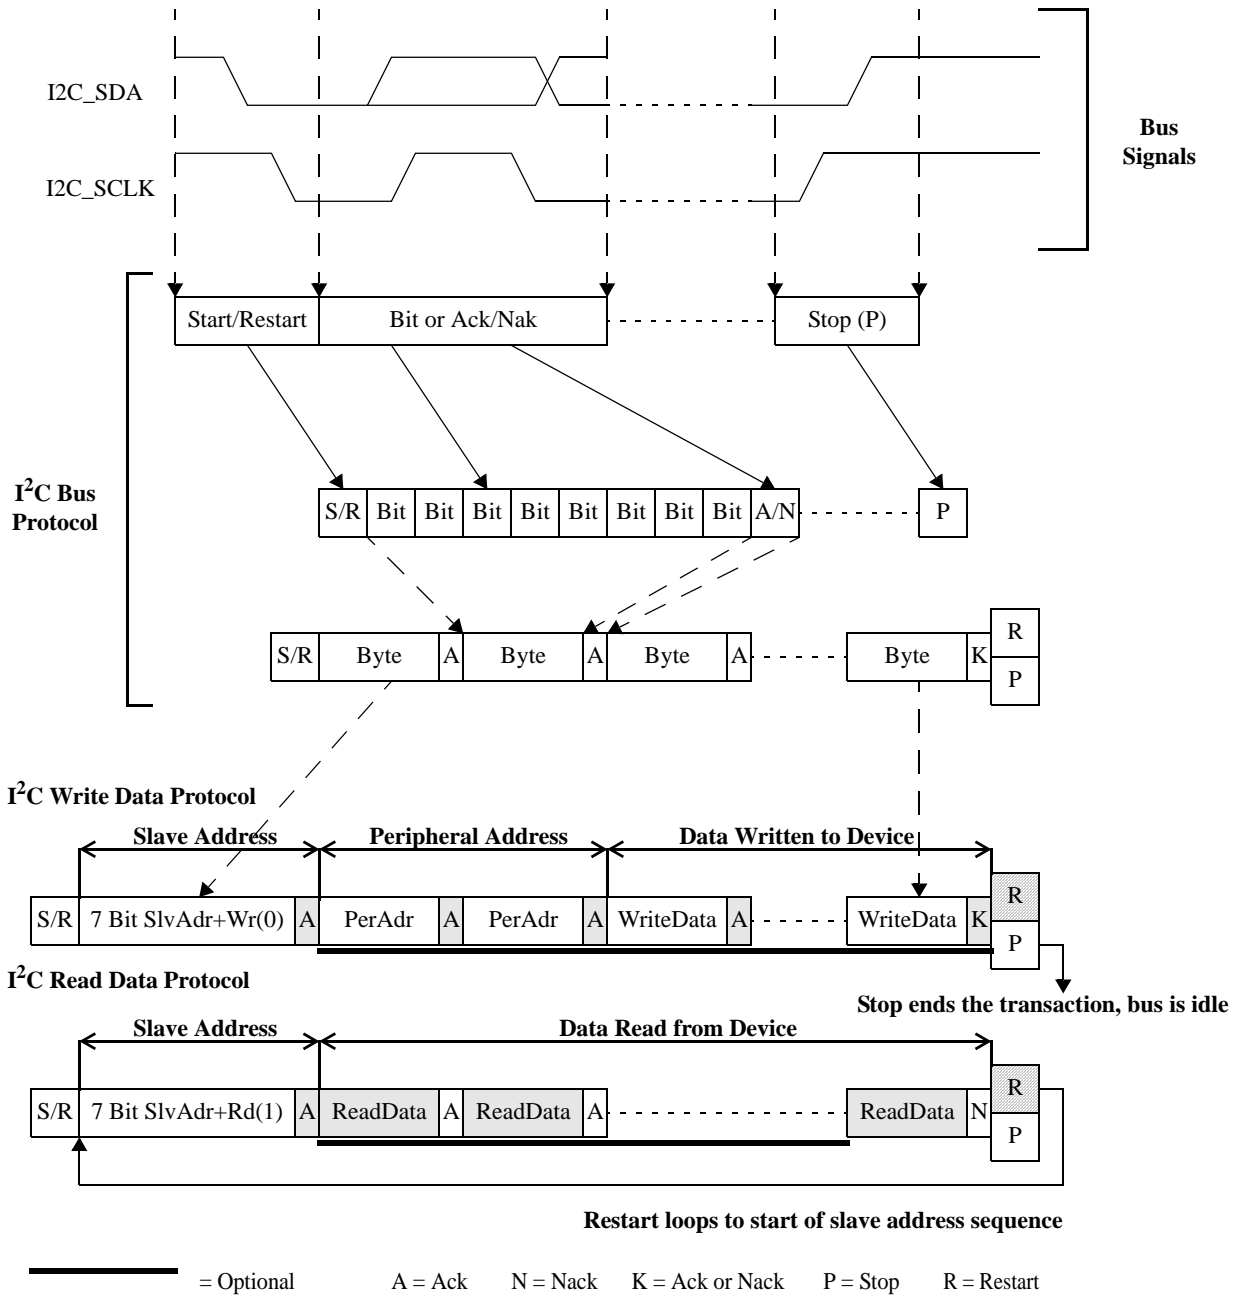 I2C_SDA
I2C_SCLK
Bus
Signals
Start/Restart Bit or Ack/Nak Stop (P)
I2C Bus
Protocol
S/R Bit Bit Bit Bit Bit Bit Bit Bit A/N P
S/R Byte A Byte A Byte A Byte K R
P
I2C Write Data Protocol
Slave Address Peripheral Address Data Written to Device
S/R 7 Bit SlvAdr+Wr(0) A PerAdr A PerAdr A WriteData A WriteData K R
P
I2C Read Data Protocol
Stop ends the transaction, bus is idle
Slave Address Data Read from Device
S/R 7 Bit SlvAdr+Rd(1) A ReadData A ReadData A ReadData N R
P
Restart loops to start of slave address sequence
= Optional A = Ack N = Nack K = Ack or Nack P = Stop R = Restart